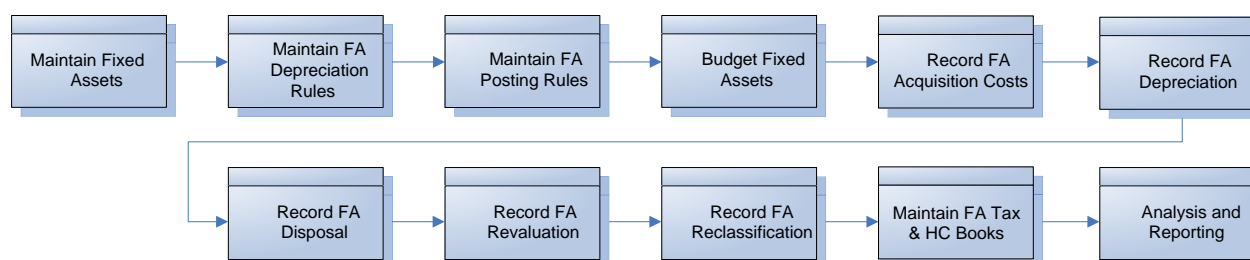 Maintain Fixed
Assets
Maintain FA
Depreciation
Rules
Maintain FA
Posting Rules
Budget Fixed
Assets
Record FA
Acquisition Costs
Record FA
Depreciation
Record FA
Disposal
Record FA
Revaluation
Record FA
Reclassification
Maintain FA Tax
& HC Books
Analysis and
Reporting